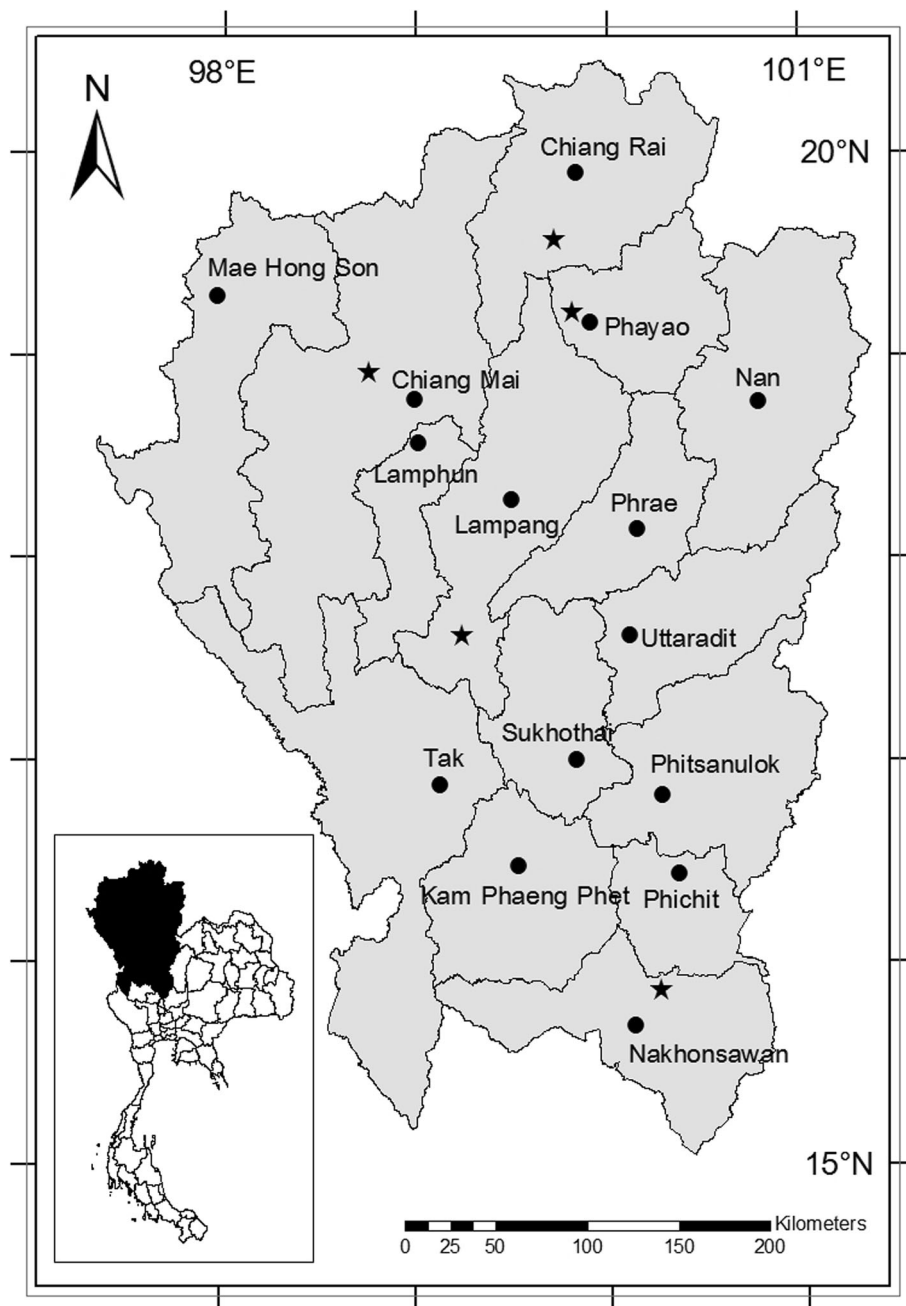 98°E
101°E
N
20°N
Chiang Rai
Mae Hong Son
Phayao
Chiang Mai
Nan
Lamphun
Phrae
Lampang
Uttaradit
Sukhothai
Tak
Phitsanulok
Kam Phaeng Phet
Phichit
Nakhonsawan
15°N
Kilometers
0 25 50 100 150 200